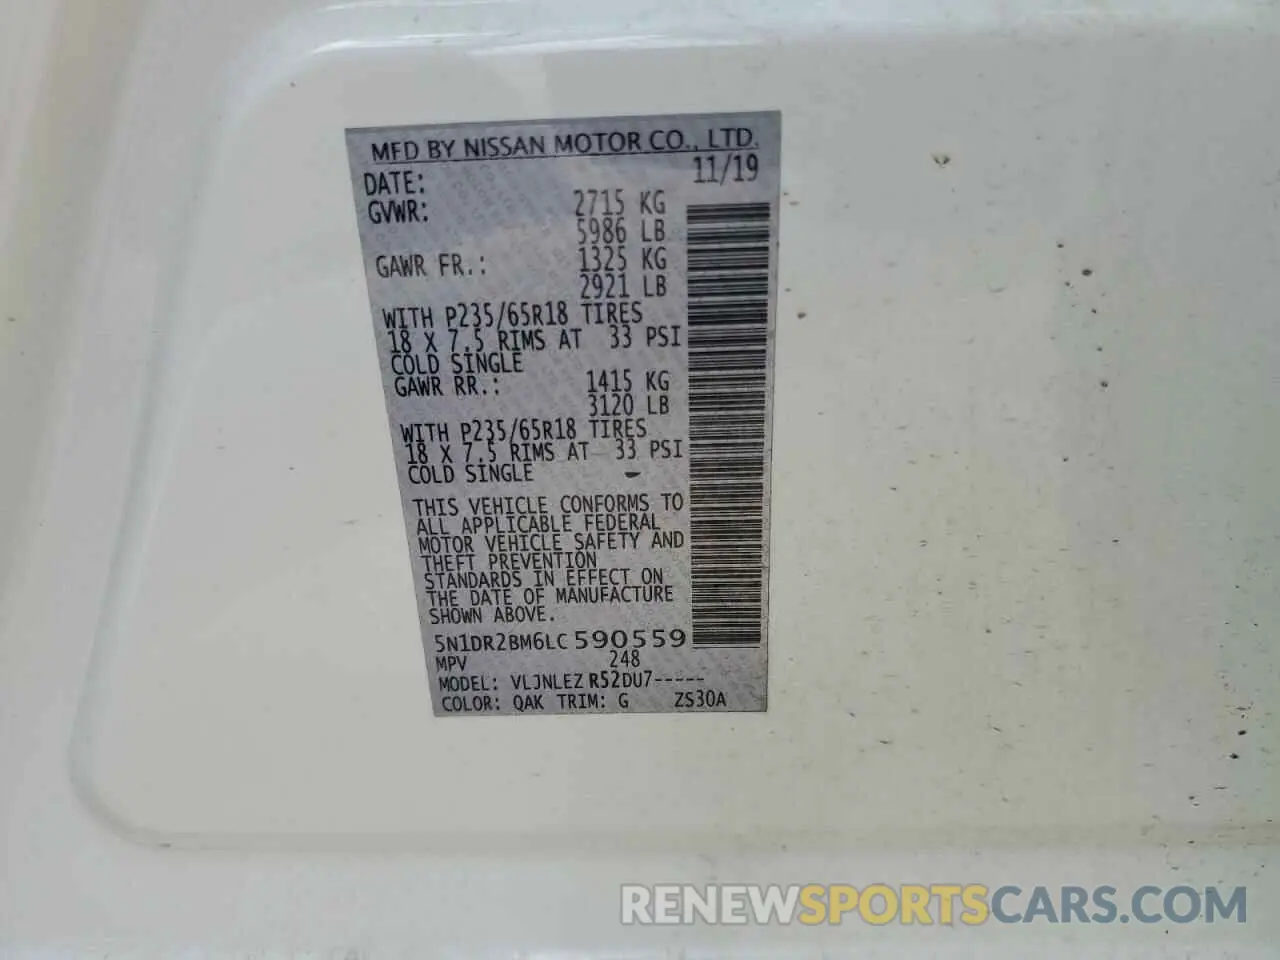 MFD BY NISSAN MOTOR CO., LTD.
DATE: 11/19
GVWR: 2715 KG
5986 LB
GAWR FR.: 1325 KG
2921 LB
WITH P235/65R18 TIRES
18 X 7.5 RIMS AT 33 PSI
COLD SINGLE
GAWR RR.: 1415 KG
3120 LB
WITH P235/65R18 TIRES
18 X 7.5 RIMS AT 33 PSI
COLD SINGLE
THIS VEHICLE CONFORMS TO
ALL APPLICABLE FEDERAL
MOTOR VEHICLE SAFETY AND
THEFT PREVENTION
STANDARDS IN EFFECT ON
THE DATE OF MANUFACTURE
SHOWN ABOVE.
5N1DR2BM6LC590559
MPV 248
MODEL: VLJNLEZ R52DU7-----
COLOR: QAK TRIM: G ZS30A
RENEWSPORTSCARS.COM